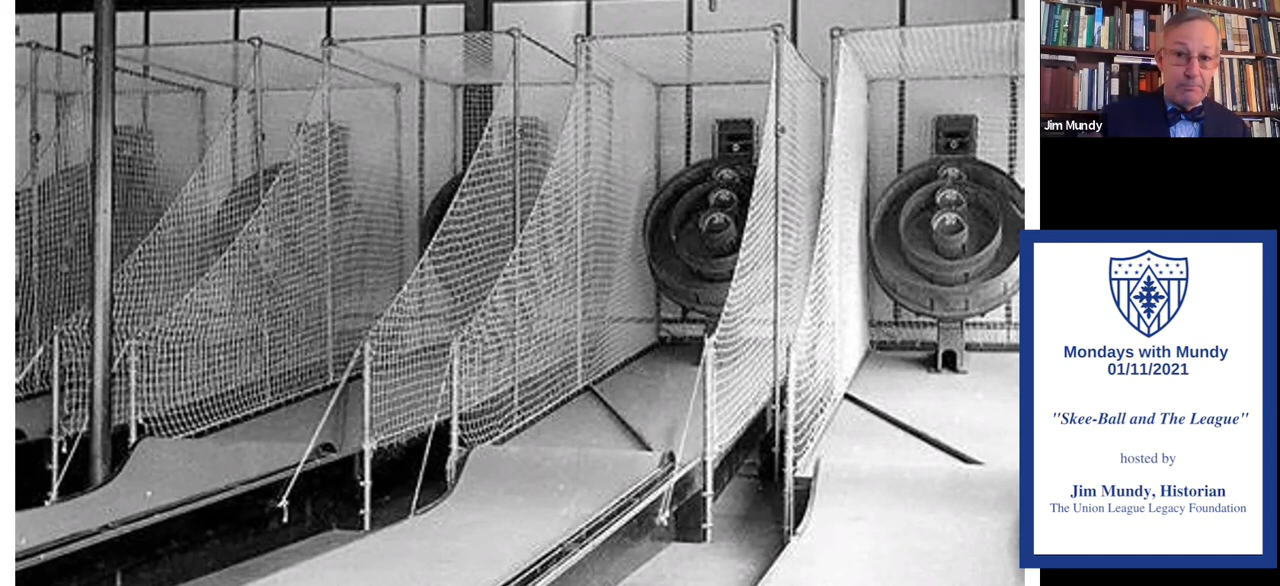 Jim Mundy
Mondays with Mundy
01/11/2021
"Skee-Ball and The League"
hosted by
Jim Mundy, Historian
The Union League Legacy Foundation